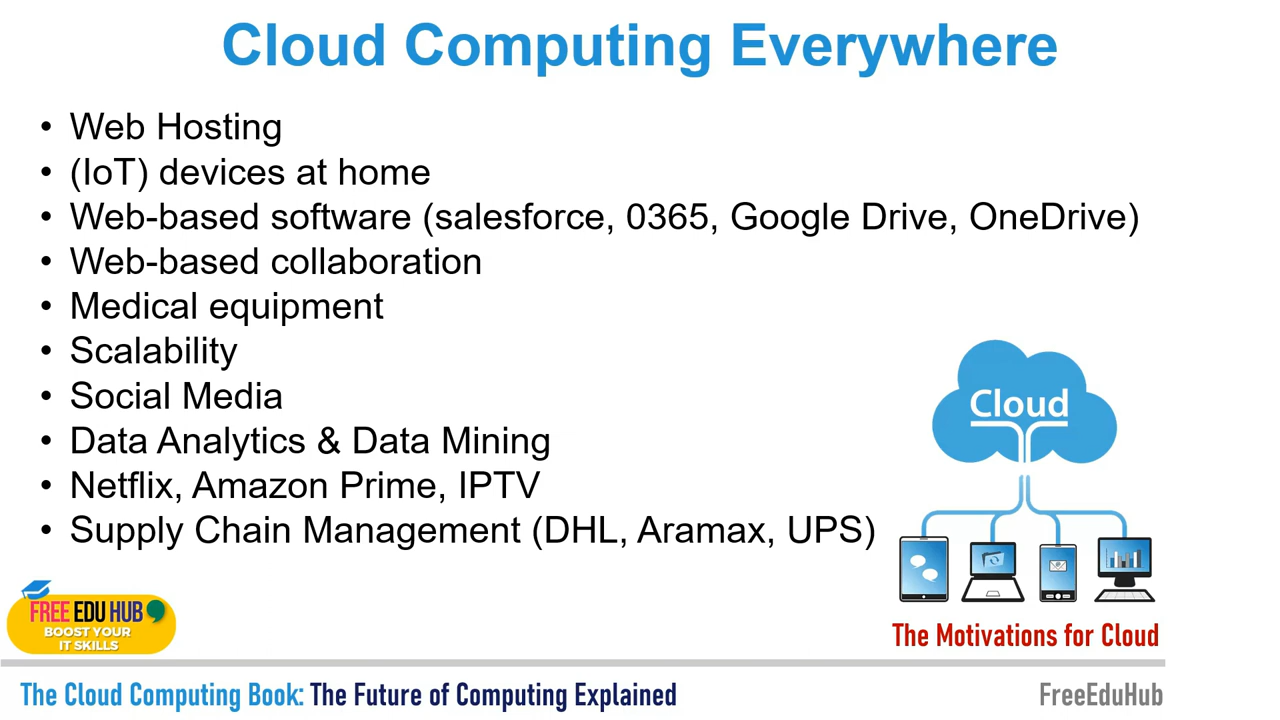 Cloud Computing Everywhere
• Web Hosting
• (IoT) devices at home
• Web-based software (salesforce, 0365, Google Drive, OneDrive)
• Web-based collaboration
• Medical equipment
• Scalability
• Social Media
• Data Analytics & Data Mining
• Netflix, Amazon Prime, IPTV
• Supply Chain Management (DHL, Aramax, UPS)
Cloud
The Motivations for Cloud
FREE EDU HUB
BOOST YOUR
IT SKILLS
The Cloud Computing Book: The Future of Computing Explained
FreeEduHub